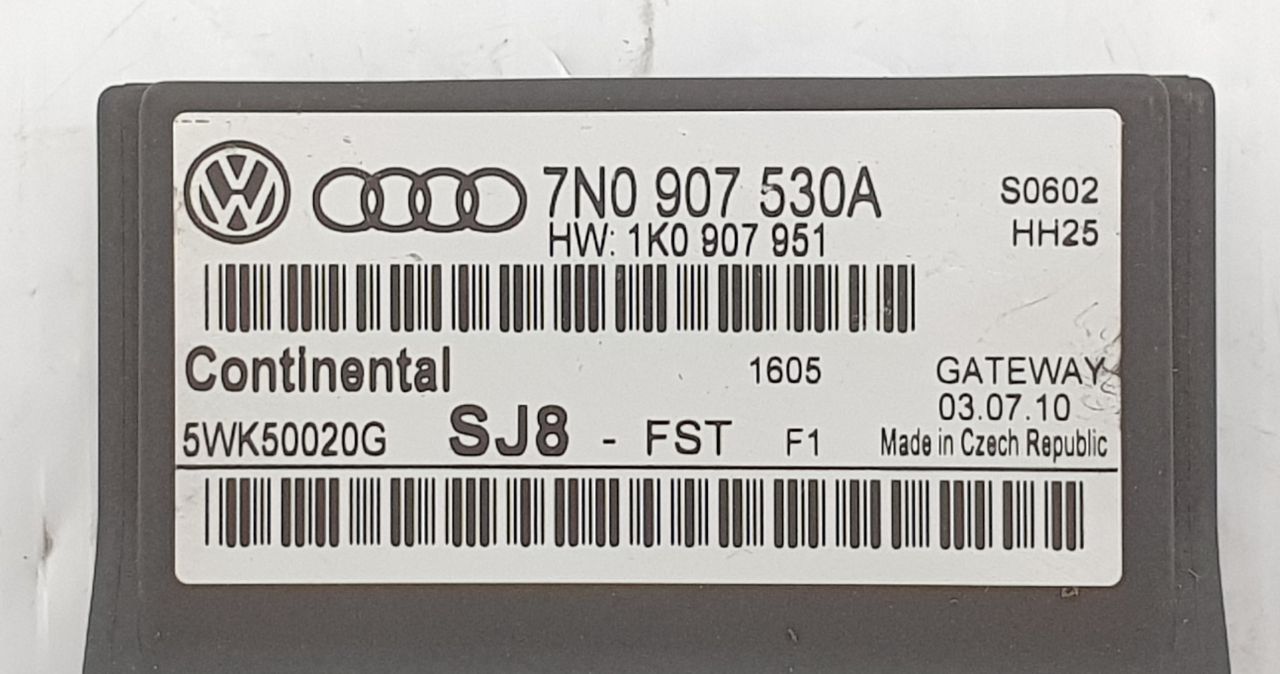 7N0 907 530A S0602
HW: 1K0 907 951 HH25
Continental 1605 GATEWAY
03.07.10
5WK50020G SJ8 - FST F1 Made in Czech Republic